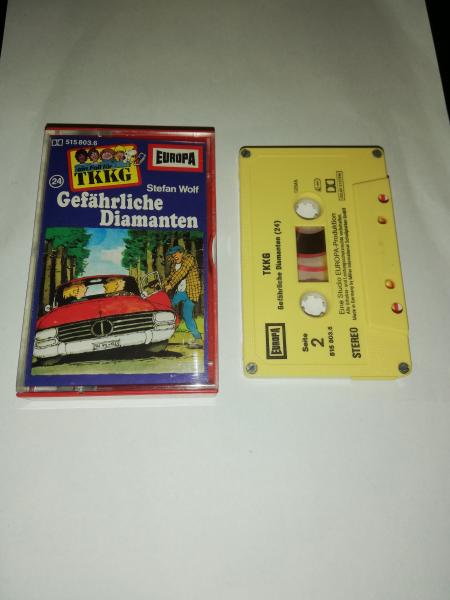 515 803.6
ein Fall für
TKKG
EUROPA
24
Stefan Wolf
Gefährliche
Diamanten
TKKG
Gefährliche Diamanten (24)
EUROPA
Seite
2
Eine Studio EUROPA-Produktion
515 803.6
STEREO